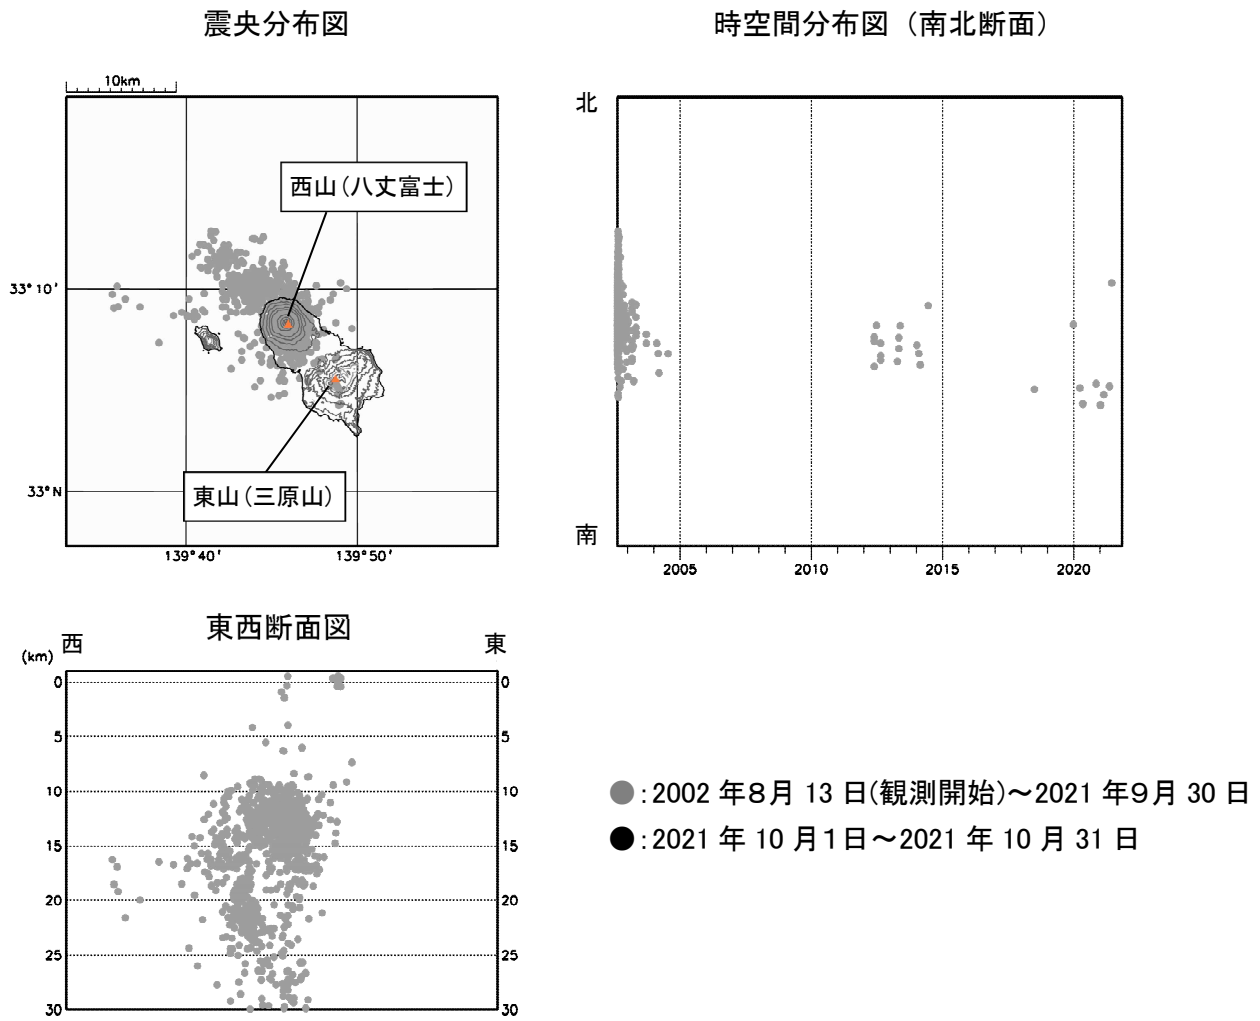 震央分布図
時空間分布図（南北断面）
10km
北
西山（八丈富士）
33°10′
東山（三原山）
33°N
南
139°40′
139°50′
2005
2010
2015
2020
東西断面図
西
東
(km)
0
0
5
5
10
10
15
15
20
20
25
25
30
30
●：2002 年８月 13 日(観測開始)～2021 年９月 30 日
●：2021 年 10 月１日～2021 年 10 月 31 日